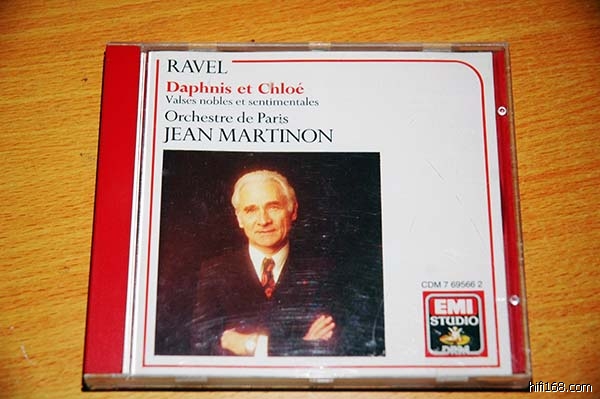 RAVEL
Daphnis et Chloé
Valses nobles et sentimentales
Orchestre de Paris
JEAN MARTINON
CDM 7 69566 2
EMI
STUDIO
DRM
hifi168.com